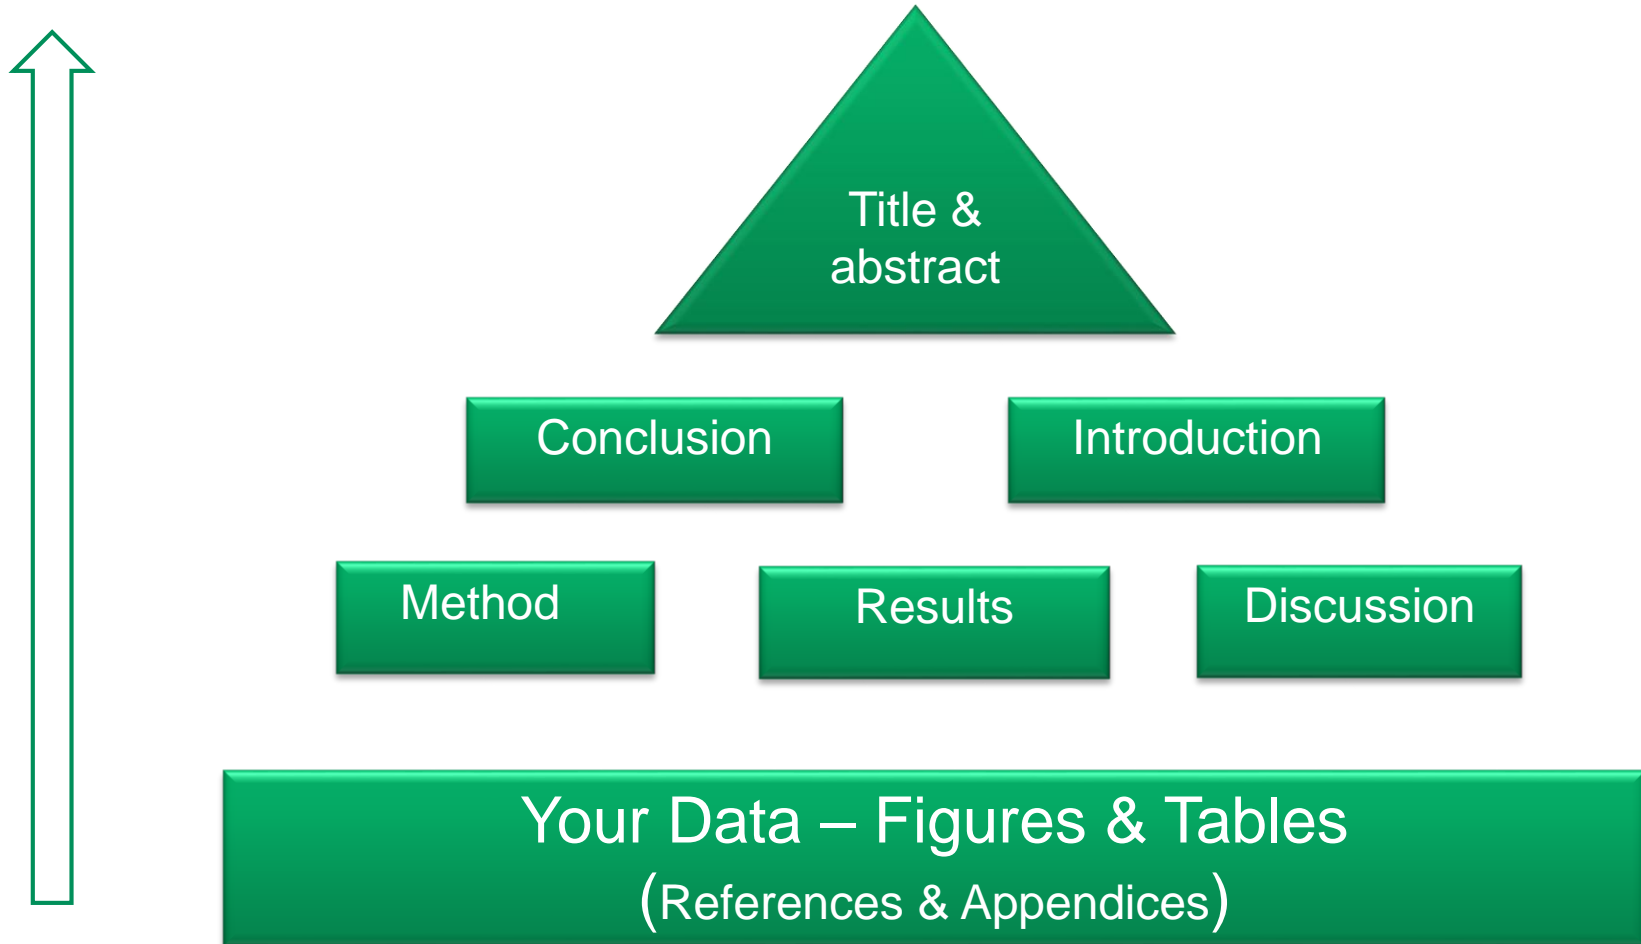 Title &
abstract
Conclusion
Introduction
Method
Results
Discussion
Your Data – Figures & Tables
(References & Appendices)